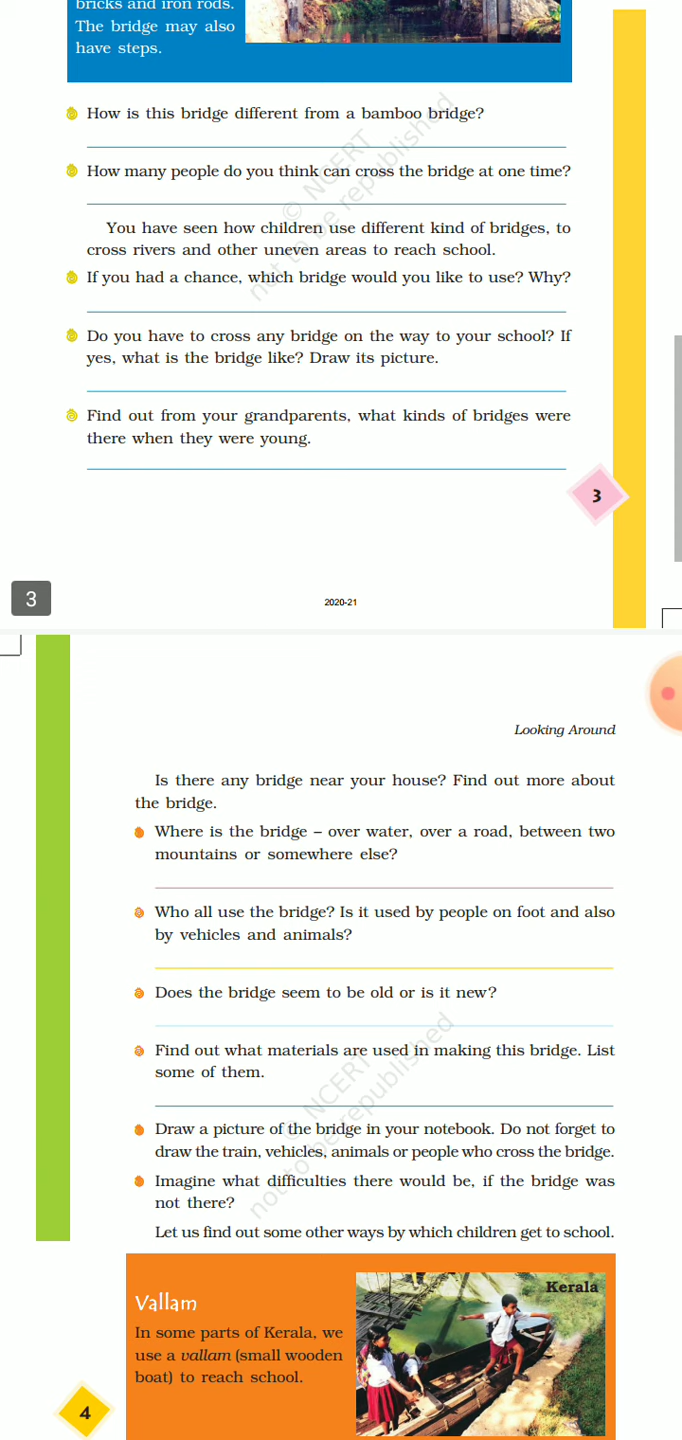 bricks and iron rods.
The bridge may also
have steps.
How is this bridge different from a bamboo bridge?
How many people do you think can cross the bridge at one time?
You have seen how children use different kind of bridges, to
cross rivers and other uneven areas to reach school.
If you had a chance, which bridge would you like to use? Why?
Do you have to cross any bridge on the way to your school? If
yes, what is the bridge like? Draw its picture.
Find out from your grandparents, what kinds of bridges were
there when they were young.
© NCERT
not to be republished
3
3
2020-21
Looking Around
Is there any bridge near your house? Find out more about
the bridge.
Where is the bridge – over water, over a road, between two
mountains or somewhere else?
Who all use the bridge? Is it used by people on foot and also
by vehicles and animals?
Does the bridge seem to be old or is it new?
Find out what materials are used in making this bridge. List
some of them.
Draw a picture of the bridge in your notebook. Do not forget to
draw the train, vehicles, animals or people who cross the bridge.
Imagine what difficulties there would be, if the bridge was
not there?
Let us find out some other ways by which children get to school.
© NCERT
not to be republished
Vallam
In some parts of Kerala, we
use a vallam (small wooden
boat) to reach school.
Kerala
4